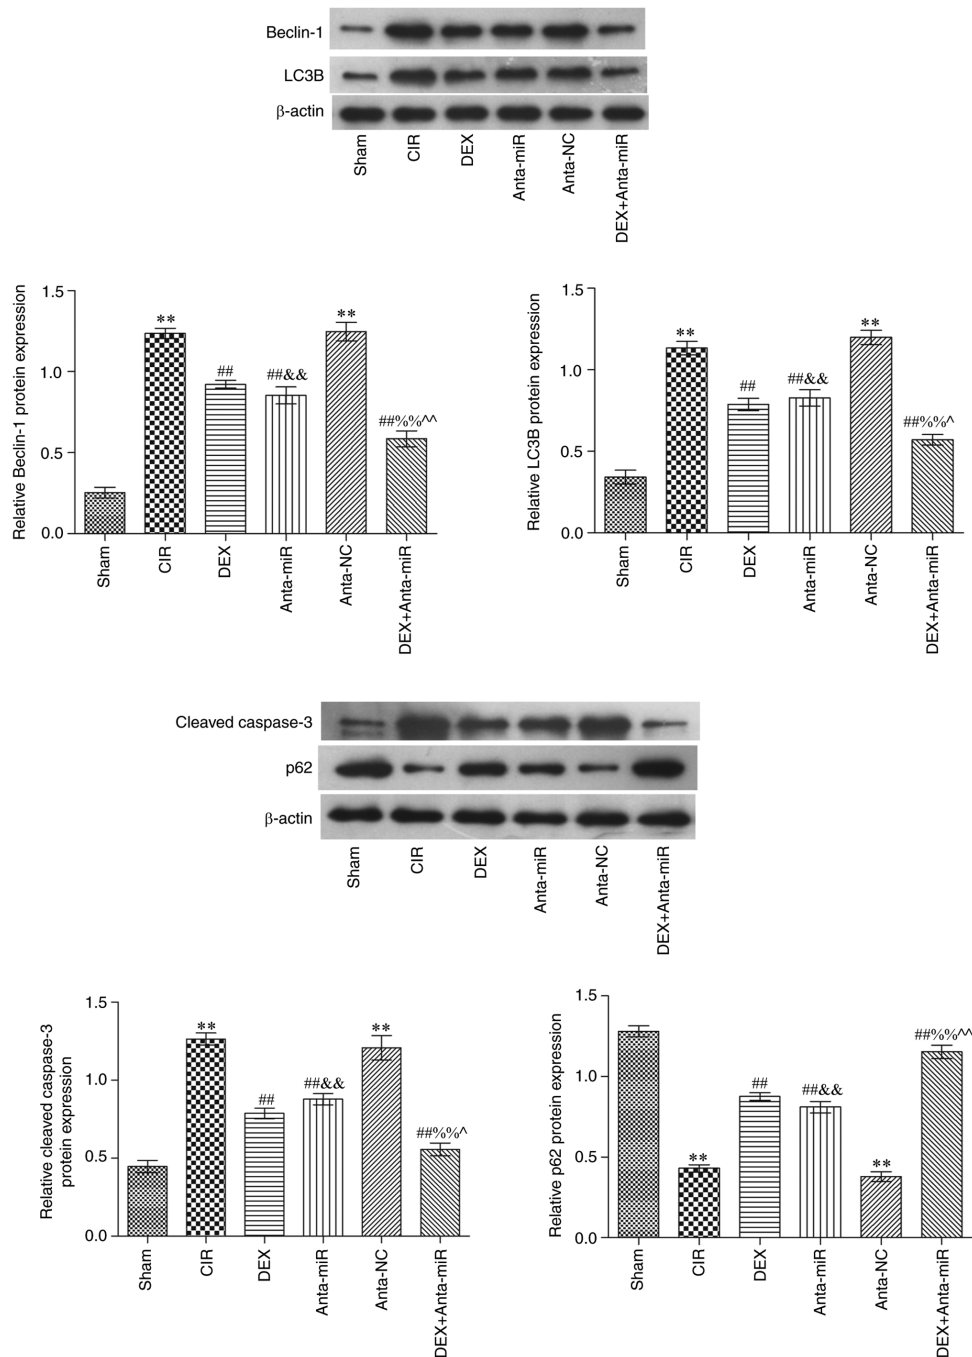 Beclin-1
LC3B
β-actin
Sham
CIR
DEX
Anta-miR
Anta-NC
DEX+Anta-miR
Relative Beclin-1 protein expression
1.5
1.0
0.5
0.0
**
##
##&&
**
##%%^^
Sham
CIR
DEX
Anta-miR
Anta-NC
DEX+Anta-miR
Relative LC3B protein expression
1.5
1.0
0.5
0.0
**
##
##&&
**
##%%^
Sham
CIR
DEX
Anta-miR
Anta-NC
DEX+Anta-miR
Cleaved caspase-3
p62
β-actin
Sham
CIR
DEX
Anta-miR
Anta-NC
DEX+Anta-miR
Relative cleaved caspase-3
protein expression
1.5
1.0
0.5
0.0
**
##
##&&
**
##%%^
Sham
CIR
DEX
Anta-miR
Anta-NC
DEX+Anta-miR
Relative p62 protein expression
1.5
1.0
0.5
0.0
**
##
##&&
**
##%%^^
Sham
CIR
DEX
Anta-miR
Anta-NC
DEX+Anta-miR